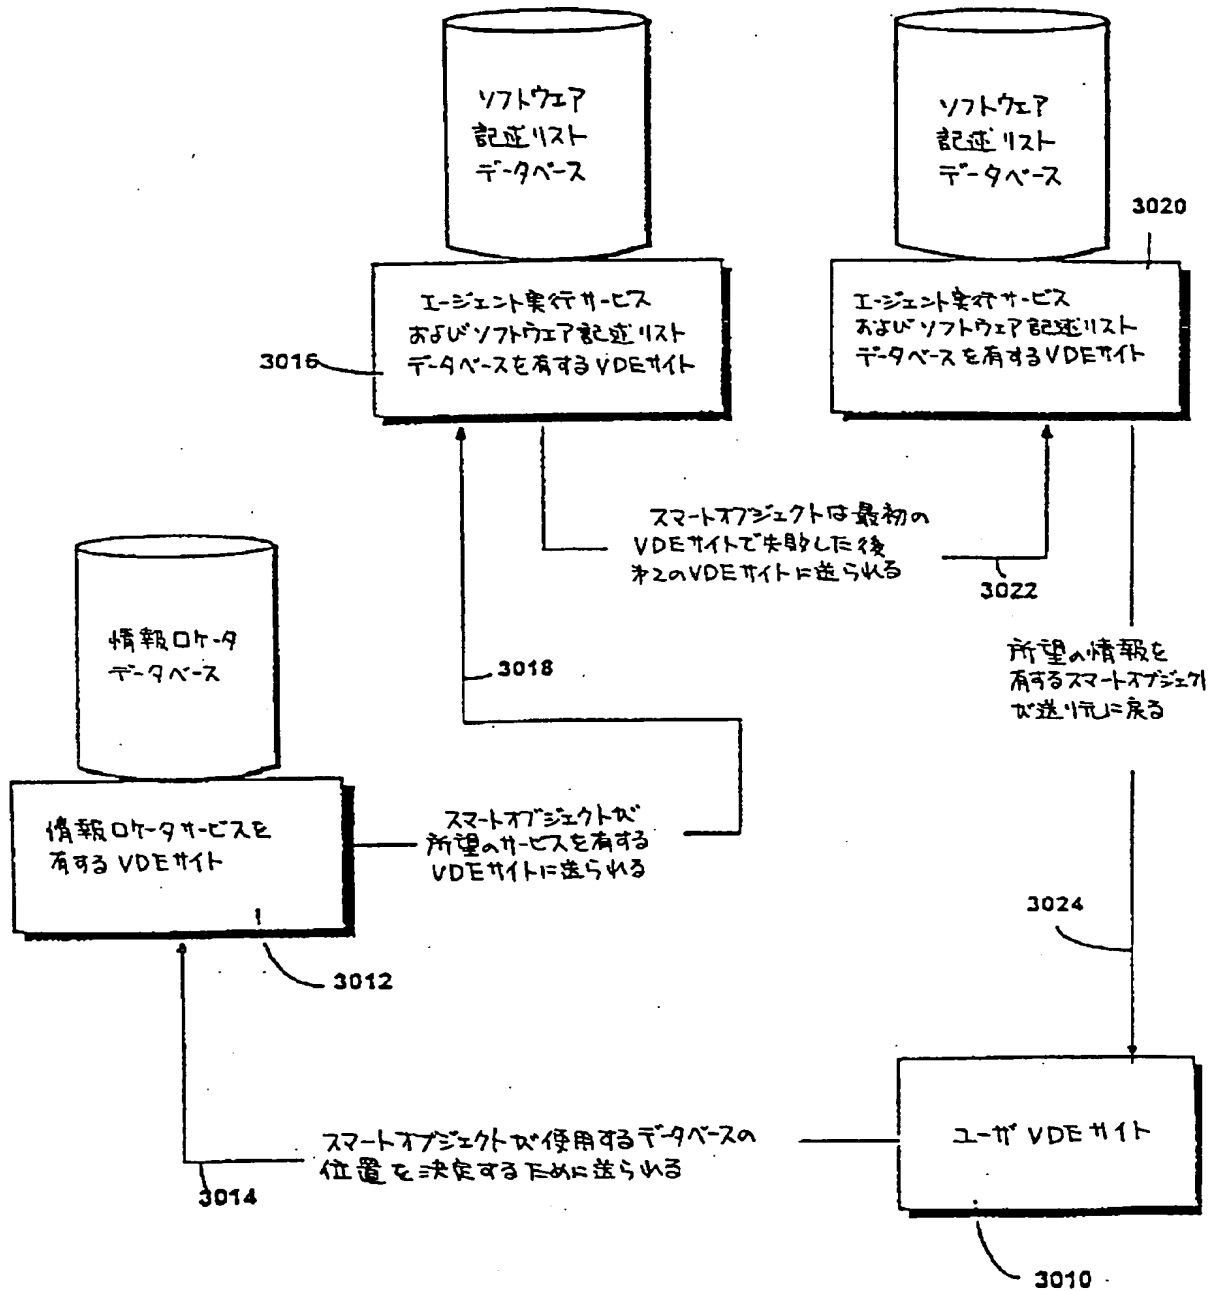 ソフトウェア
記述リスト
データベース
ソフトウェア
記述リスト
データベース
3020
エージェント実行サービス
およびソフトウェア記述リスト
データベースを有するVDEサイト
3016
エージェント実行サービス
およびソフトウェア記述リスト
データベースを有するVDEサイト
スマートオブジェクトは最初の
VDEサイトで失敗した後
第2のVDEサイトに送られる
3022
情報ロケータ
データベース
3018
所望の情報を
有するスマートオブジェクト
が送り元に戻る
情報ロケータサービスを
有するVDEサイト
スマートオブジェクトが
所望のサービスを有する
VDEサイトに送られる
3024
3012
スマートオブジェクトが使用するデータベースの
位置を決定するために送られる
3014
ユーザVDEサイト
3010